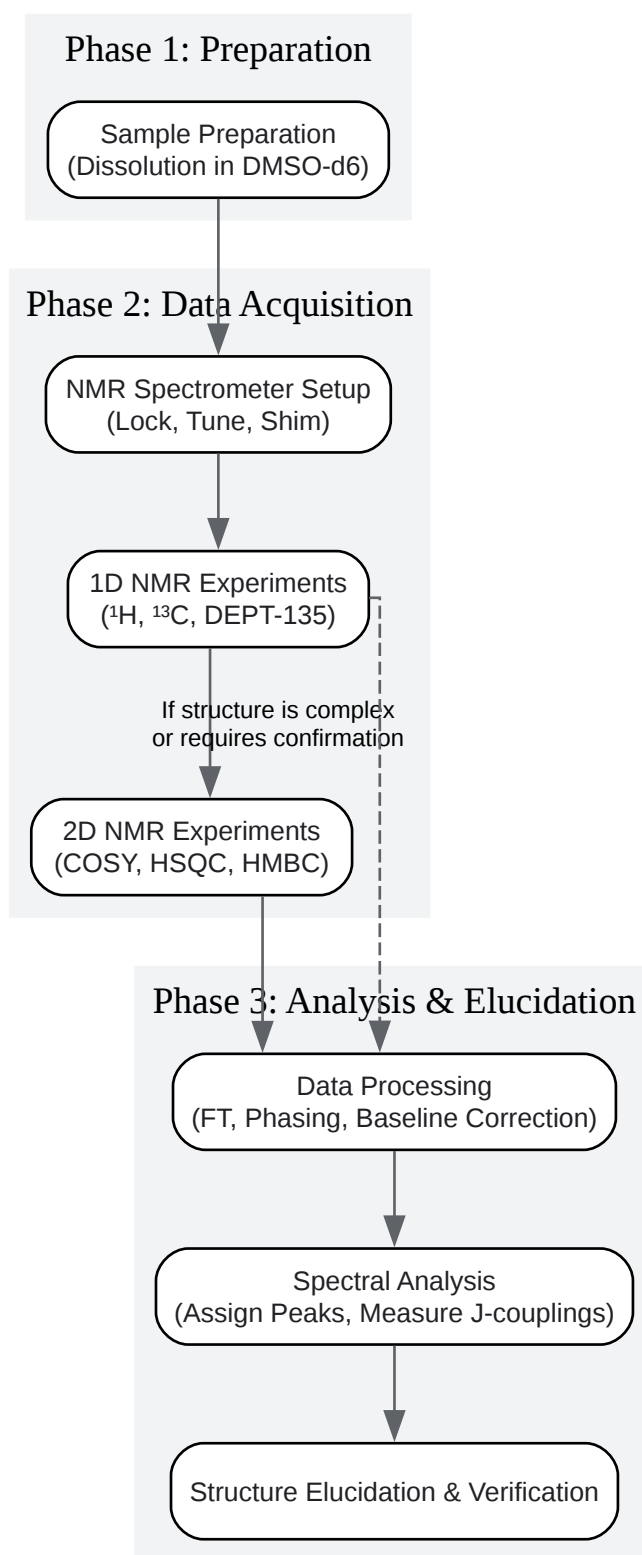 Phase 1: Preparation
Sample Preparation
(Dissolution in DMSO-d6)
Phase 2: Data Acquisition
NMR Spectrometer Setup
(Lock, Tune, Shim)
1D NMR Experiments
(¹H, ¹³C, DEPT-135)
If structure is complex
or requires confirmation
2D NMR Experiments
(COSY, HSQC, HMBC)
Phase 3: Analysis & Elucidation
Data Processing
(FT, Phasing, Baseline Correction)
Spectral Analysis
(Assign Peaks, Measure J-couplings)
Structure Elucidation & Verification